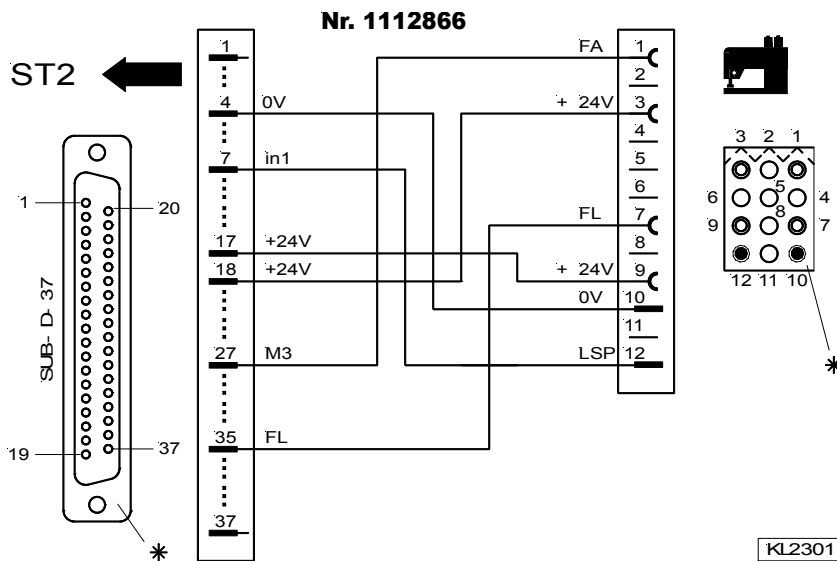 Nr. 1112866
ST2
SUB- D- 37
1
20
19
37
1
4 0V
7 in1
17 +24V
18 +24V
27 M3
35 FL
37
FA 1
2
+ 24V 3
4
5
6
FL 7
8
+ 24V 9
0V 10
11
LSP 12
3 2 1
5
6 4
8
9 7
12 11 10
KL2301